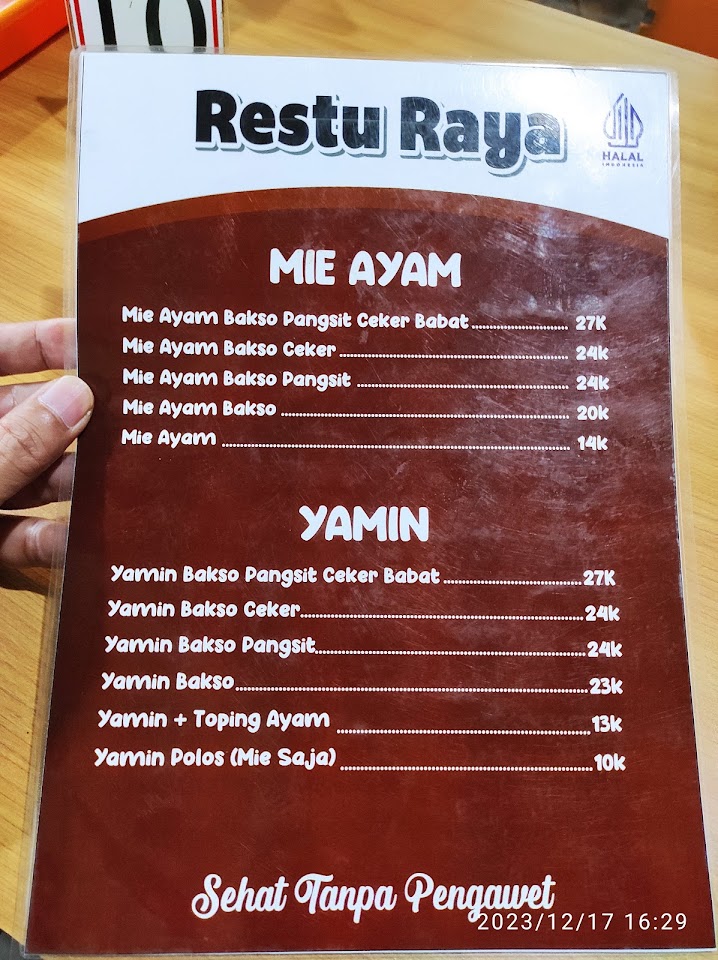 10
Restu Raya
HALAL
INDONESIA
MIE AYAM
Mie Ayam Bakso Pangsit Ceker Babat 27K
Mie Ayam Bakso Ceker 24k
Mie Ayam Bakso Pangsit 24k
Mie Ayam Bakso 20k
Mie Ayam 14k
YAMIN
Yamin Bakso Pangsit Ceker Babat 27K
Yamin Bakso Ceker 24k
Yamin Bakso Pangsit 24k
Yamin Bakso 23k
Yamin + Toping Ayam 13k
Yamin Polos (Mie Saja) 10k
Sehat Tanpa Pengawet
2023/12/17 16:29